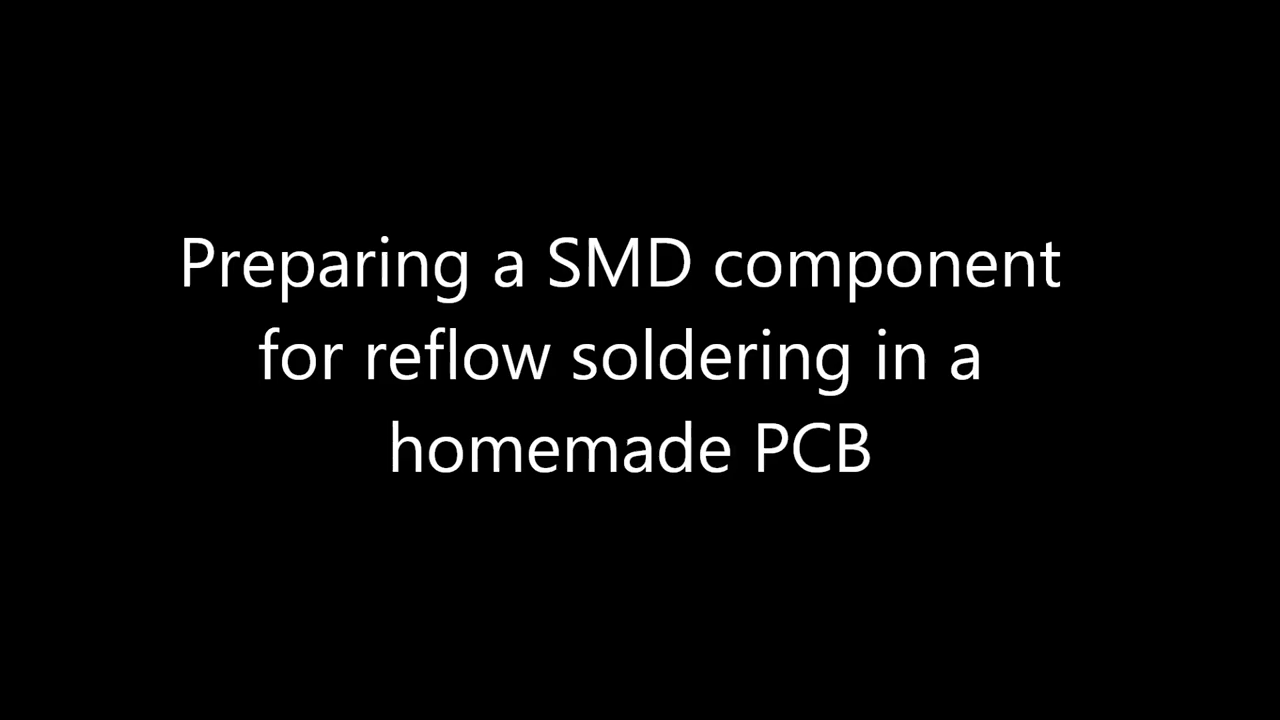 Preparing a SMD component
for reflow soldering in a
homemade PCB